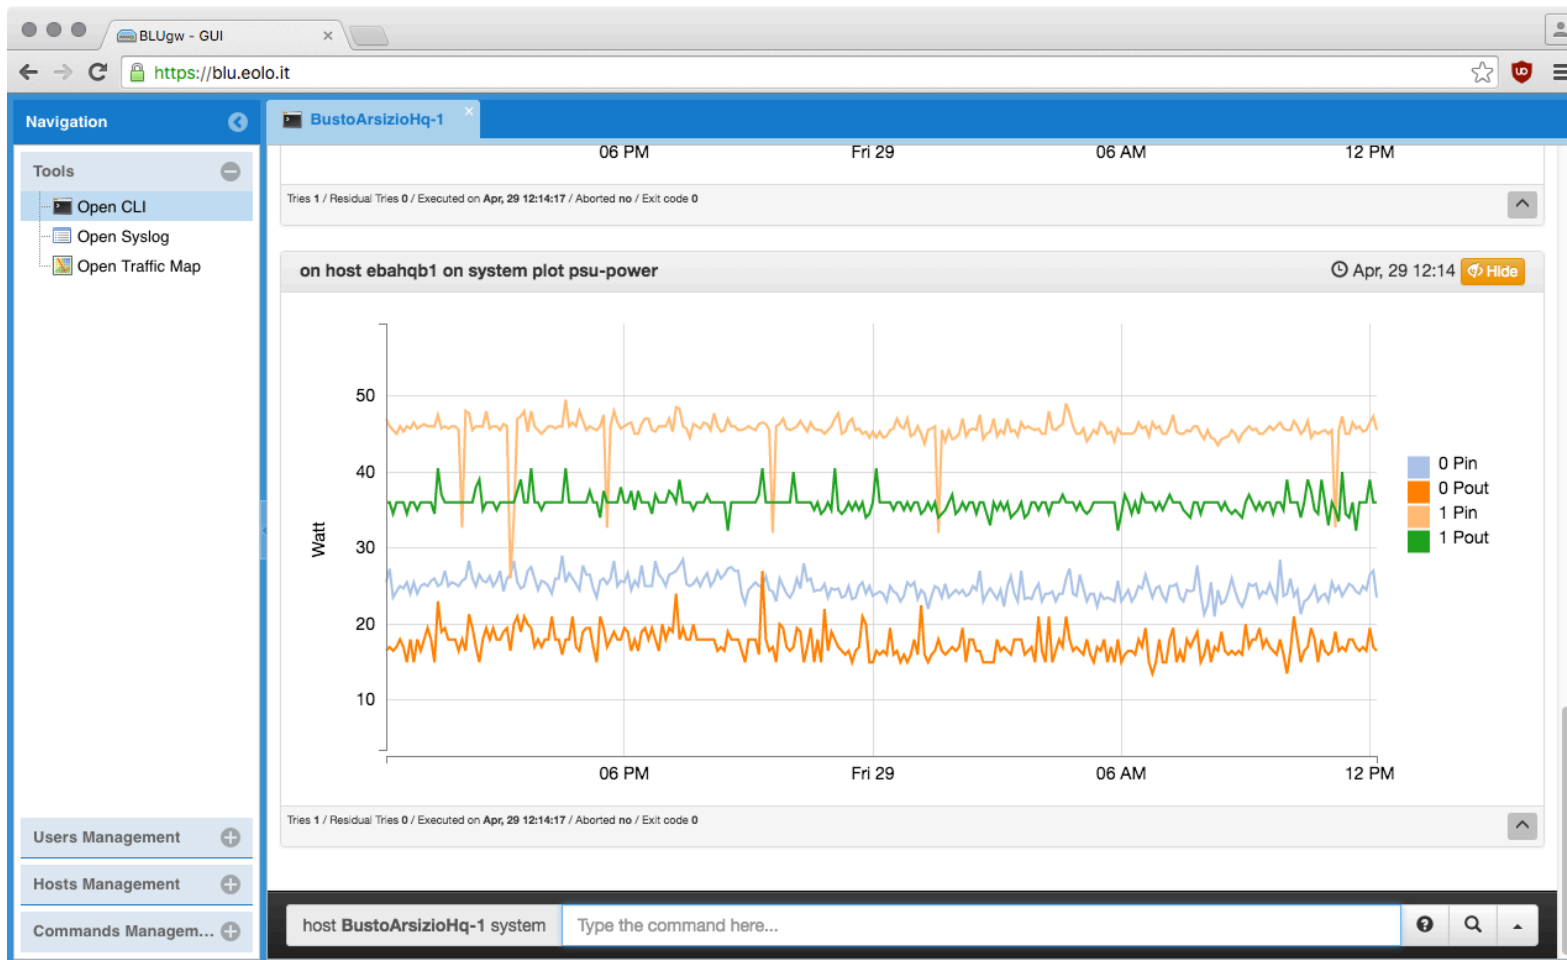 BLUgw - GUI
https://blu.eolo.it
Navigation
BustoArsizioHq-1
Tools
Open CLI
Open Syslog
Open Traffic Map
06 PM Fri 29 06 AM 12 PM
Tries 1 / Residual Tries 0 / Executed on Apr, 29 12:14:17 / Aborted no / Exit code 0
on host ebahqb1 on system plot psu-power Apr, 29 12:14 Hide
50
40
30
20
10
Watt
0 Pin
0 Pout
1 Pin
1 Pout
06 PM Fri 29 06 AM 12 PM
Tries 1 / Residual Tries 0 / Executed on Apr, 29 12:14:17 / Aborted no / Exit code 0
Users Management
Hosts Management
Commands Managem...
host BustoArsizioHq-1 system Type the command here...